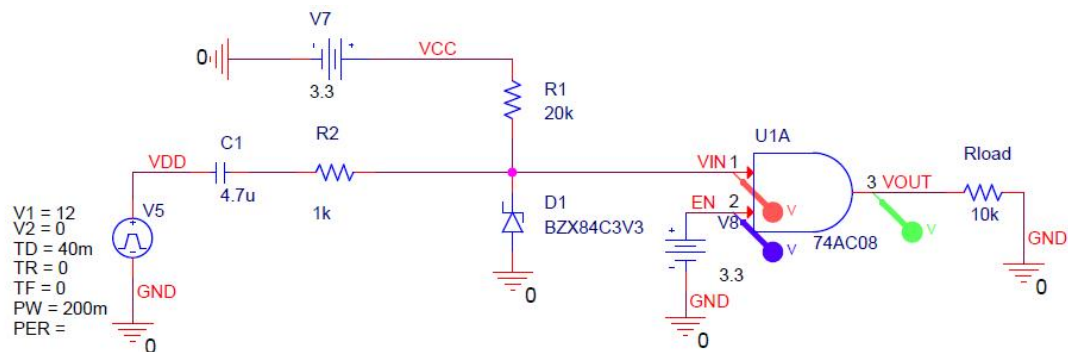 V7
0
-
+
VCC
3.3
R1
20k
VDD
C1
4.7u
R2
1k
V1 = 12
V2 = 0
TD = 40m
TR = 0
TF = 0
PW = 200m
PER =
V5
+
-
GND
0
D1
BZX84C3V3
0
VIN
1
U1A
EN
2
V8
V
V
+
-
3.3
GND
0
74AC08
3
VOUT
V
Rload
10k
GND
0